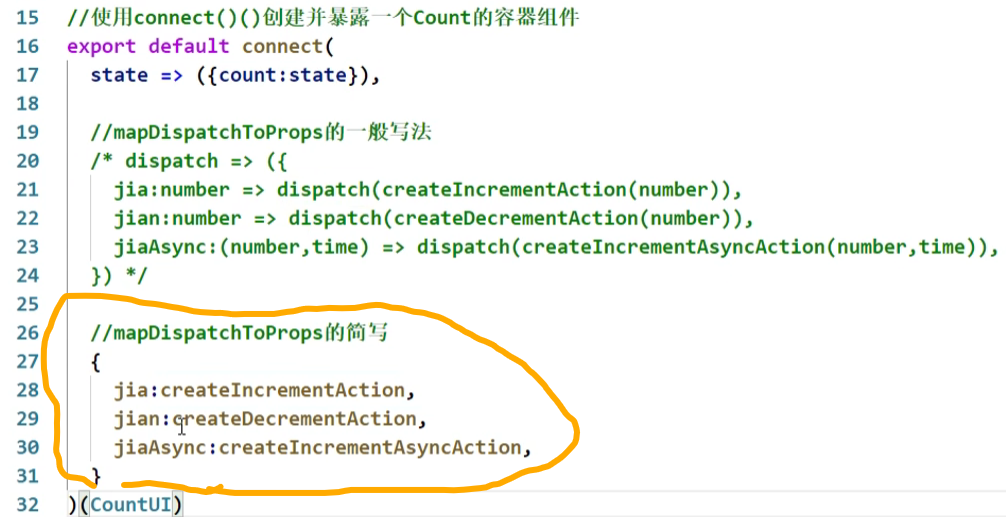 15 //使用connect()()创建并暴露一个Count的容器组件
16 export default connect(
17 state => ({count:state}),
18
19 //mapDispatchToProps的一般写法
20 /* dispatch => ({
21 jia:number => dispatch(createIncrementAction(number)),
22 jian:number => dispatch(createDecrementAction(number)),
23 jiaAsync:(number,time) => dispatch(createIncrementAsyncAction(number,time)),
24 }) */
25
26 //mapDispatchToProps的简写
27 {
28 jia:createIncrementAction,
29 jian:createDecrementAction,
30 jiaAsync:createIncrementAsyncAction,
31 }
32 )(CountUI)